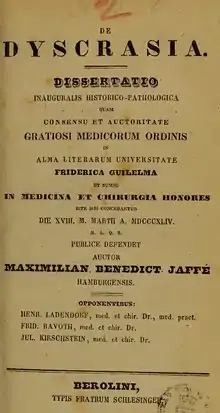 DE
DYSCRASIA.
DISSERTATIO
INAUGURALIS HISTORICO-PATHOLOGICA
QUAM
CONSENSU ET AUCTORITATE
GRATIOSI MEDICORUM ORDINIS
IN
ALMA LITERARUM UNIVERSITATE
FRIDERICA GUILELMA
UT SUMMI
IN MEDICINA ET CHIRURGIA HONORES
RITE SIBI CONCEDANTUR
DIE XVIII. M. MARTII A. MDCCCXLIV.
H. L. Q. S.
PUBLICE DEFENDET
AUCTOR
MAXIMILIAN. BENEDICT. JAFFÉ
HAMBURGENSIS.
OPPONENTIBUS:
HENR. LADENDORF, med. et chir. Dr., med. pract.
FRID. RAVOTH, med. et chir. Dr.
JUL. KIRSCHSTEIN, med. et chir. Dr.
BEROLINI,
TYPIS FRATRUM SCHLESINGER.